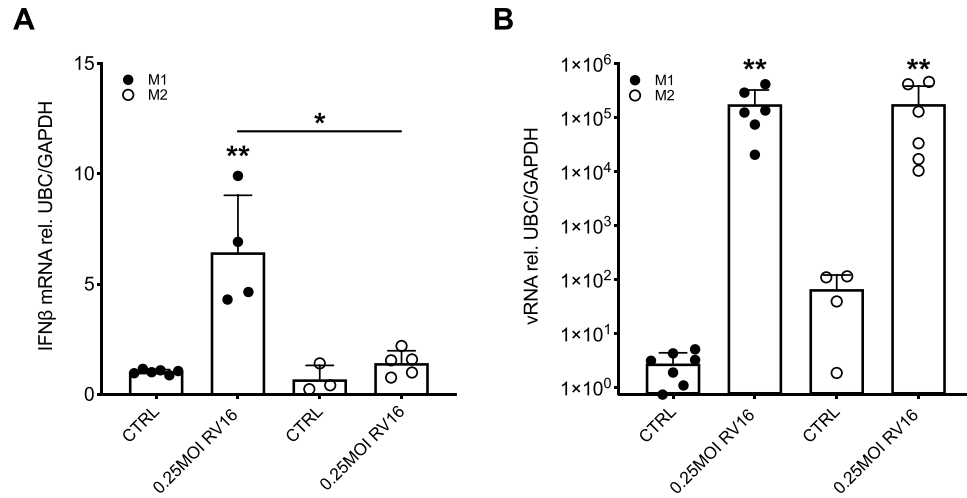 A
IFNβ mRNA rel. UBC/GAPDH
15
10
5
0
M1
M2
**
*
CTRL
0.25MOI RV16
CTRL
0.25MOI RV16
B
vRNA rel. UBC/GAPDH
1×10⁶
1×10⁵
1×10⁴
1×10³
1×10²
1×10¹
1×10⁰
M1
M2
**
**
CTRL
0.25MOI RV16
CTRL
0.25MOI RV16